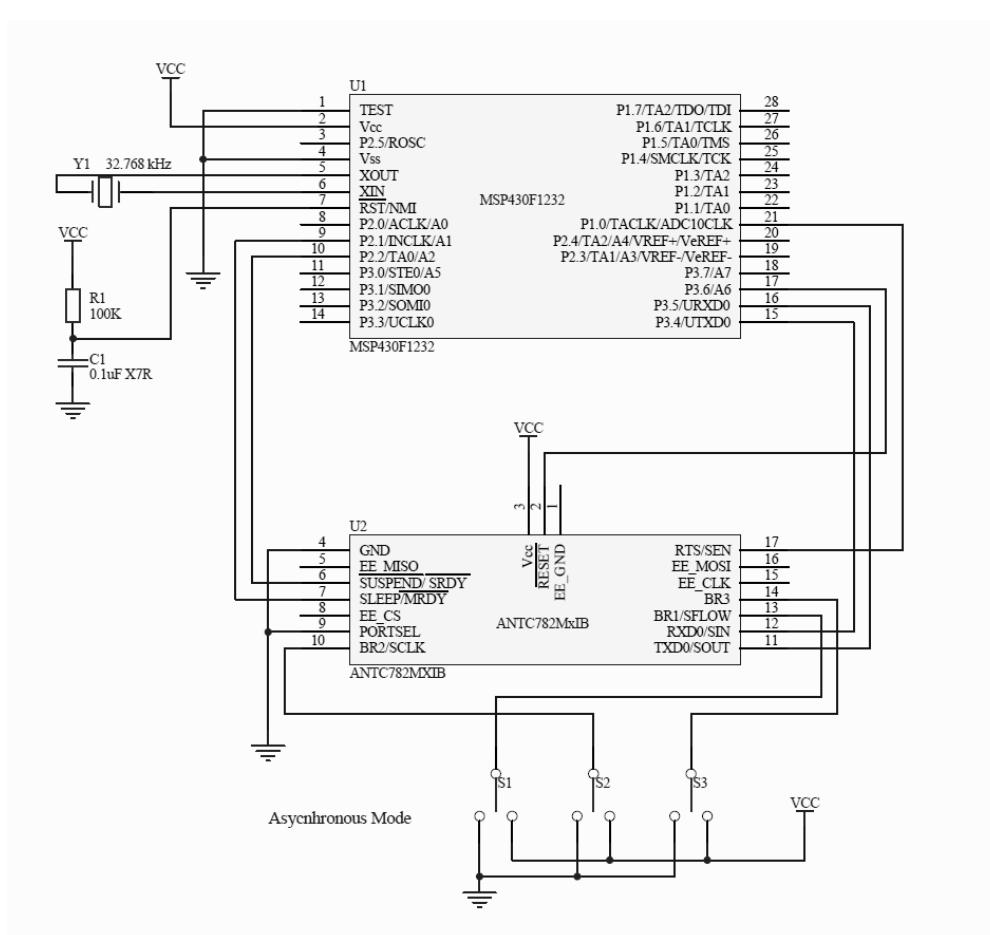 VCC
U1
1 TEST P1.7/TA2/TDO/TDI 28
2 Vcc P1.6/TA1/TCLK 27
3 P2.5/ROSC P1.5/TA0/TMS 26
4 Vss P1.4/SMCLK/TCK 25
Y1 32.768 kHz
5 XOUT P1.3/TA2 24
6 XIN P1.2/TA1 23
MSP430F1232
7 RST/NMI P1.1/TA0 22
8 P2.0/ACLK/A0 P1.0/TACLK/ADC10CLK 21
VCC
9 P2.1/INCLK/A1 P2.4/TA2/A4/VREF+/VeREF+ 20
10 P2.2/TA0/A2 P2.3/TA1/A3/VREF-/VeREF- 19
11 P3.0/STE0/A5 P3.7/A7 18
12 P3.1/SIMO0 P3.6/A6 17
R1
13 P3.2/SOMI0 P3.5/URXD0 16
100K
14 P3.3/UCLK0 P3.4/UTXD0 15
MSP430F1232
C1
0.1uF X7R
VCC
3 2 1
U2
Vcc
RESET
EE_GND
4 GND RTS/SEN 17
5 EE_MISO EE_MOSI 16
6 SUSPEND/ SRDY EE_CLK 15
7 SLEEP/MRDY BR3 14
8 EE_CS BR1/SFLOW 13
ANTC782MxIB
9 PORTSEL RXD0/SIN 12
10 BR2/SCLK TXD0/SOUT 11
ANTC782MXIB
S1 S2 S3
VCC
Asycnhronous Mode